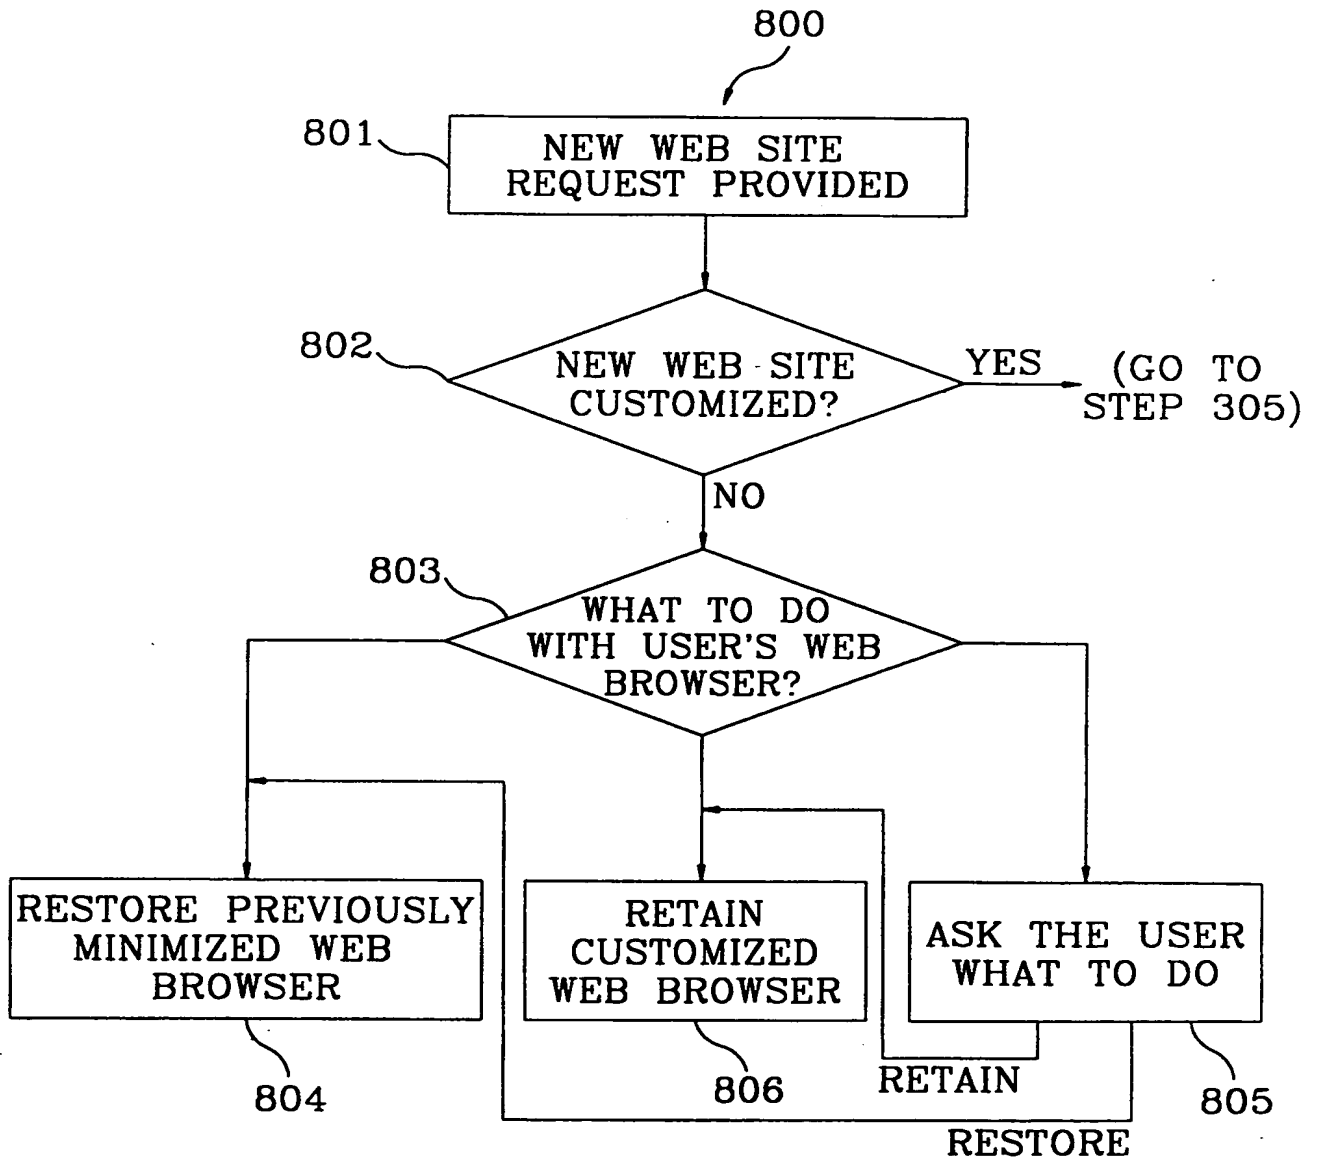 800
801
NEW WEB SITE
REQUEST PROVIDED
802
NEW WEB SITE
CUSTOMIZED?
YES
(GO TO
STEP 305)
NO
803
WHAT TO DO
WITH USER'S WEB
BROWSER?
RESTORE PREVIOUSLY
MINIMIZED WEB
BROWSER
RETAIN
CUSTOMIZED
WEB BROWSER
ASK THE USER
WHAT TO DO
804
806
RETAIN
805
RESTORE